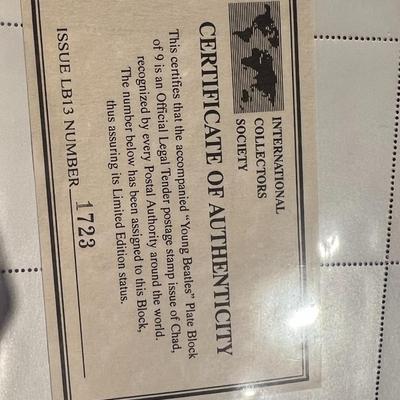 INTERNATIONAL
COLLECTORS
SOCIETY
CERTIFICATE OF AUTHENTICITY
This certifies that the accompanied "Young Beatles" Plate Block
of 9 is an Official Legal Tender postage stamp issue of Chad,
recognized by every Postal Authority around the world.
The number below has been assigned to this Block,
thus assuring its Limited Edition status.
ISSUE LB13 NUMBER 1723